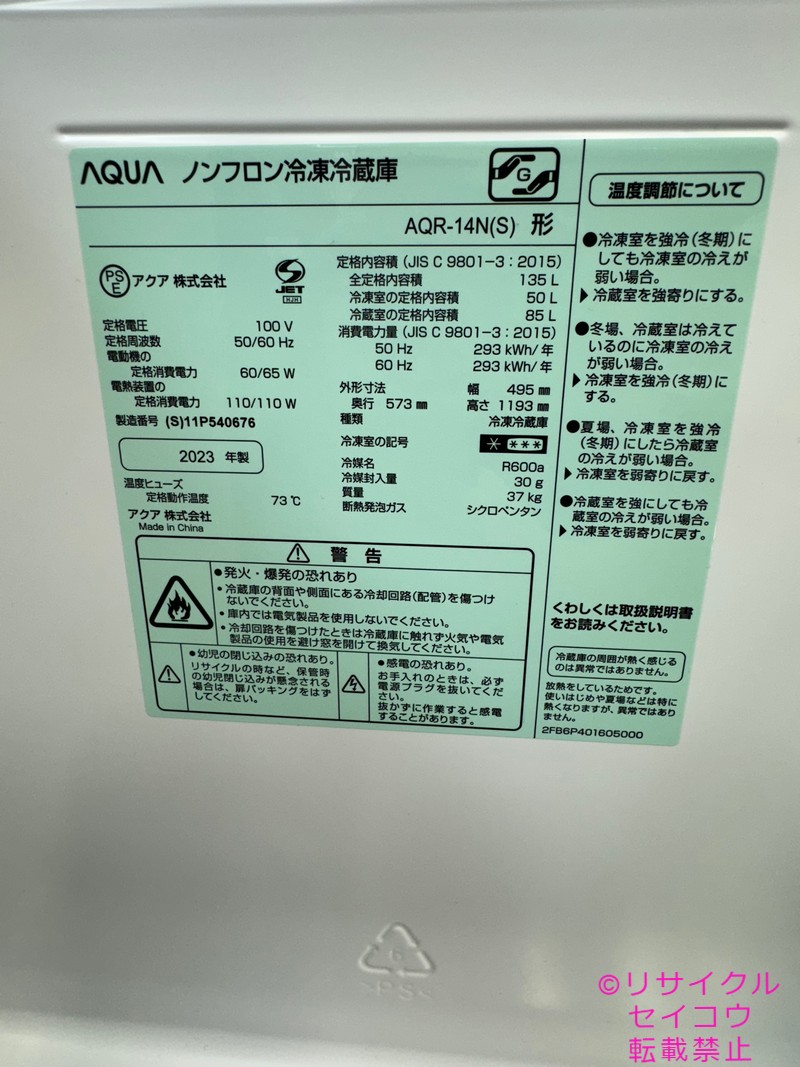 AQUA ノンフロン冷凍冷蔵庫
G
AQR-14N(S) 形
PS
E
アクア 株式会社
S
JET
HJH
定格電圧 100 V
定格周波数 50/60 Hz
電動機の
定格消費電力 60/65 W
電熱装置の
定格消費電力 110/110 W
製造番号 (S)11P540676
2023 年製
温度ヒューズ
定格動作温度 73 ℃
アクア 株式会社
Made in China
定格内容積 (JIS C 9801-3 : 2015)
全定格内容積 135 L
冷凍室の定格内容積 50 L
冷蔵室の定格内容積 85 L
消費電力量 (JIS C 9801-3 : 2015)
50 Hz 293 kWh/年
60 Hz 293 kWh/年
外形寸法 幅 495 ㎜
奥行 573 ㎜ 高さ 1193 ㎜
種類 冷凍冷蔵庫
冷凍室の記号
冷媒名 R600a
冷媒封入量 30 g
質量 37 kg
断熱発泡ガス シクロペンタン
⚠ 警告
●発火・爆発の恐れあり
・冷蔵庫の背面や側面にある冷却回路(配管)を傷つけ
ないでください。
・庫内では電気製品を使用しないでください。
・冷却回路を傷つけたときは冷蔵庫に触れず火気や電気
製品の使用を避け窓を開けて換気してください。
●幼児の閉じ込みの恐れあり。
リサイクルの時など、保管時
の幼児閉じ込みが懸念される
場合は、扉パッキングをはず
してください。
●感電の恐れあり。
お手入れのときは、必ず
電源プラグを抜いてくだ
さい。
抜かずに作業すると感電
することがあります。
温度調節について
●冷凍室を強冷(冬期)に
しても冷凍室の冷えが
弱い場合。
▶冷蔵室を強寄りにする。
●冬場、冷蔵室は冷えて
いるのに冷凍室の冷え
が弱い場合。
▶冷凍室を強冷(冬期)に
する。
●夏場、冷凍室を強冷
(冬期)にしたら冷蔵室
の冷えが弱い場合。
▶冷凍室を弱寄りに戻す。
●冷蔵室を強にしても冷
蔵室の冷えが弱い場合。
▶冷凍室を弱寄りに戻す。
くわしくは取扱説明書
をお読みください。
冷蔵庫の周囲が熱く感じる
のは異常ではありません。
放熱をしているためです。
使いはじめや夏場などは特に
熱くなりますが、異常ではあり
ません。
2FB6P401605000
6
>PS<
©リサイクル
セイコウ
転載禁止